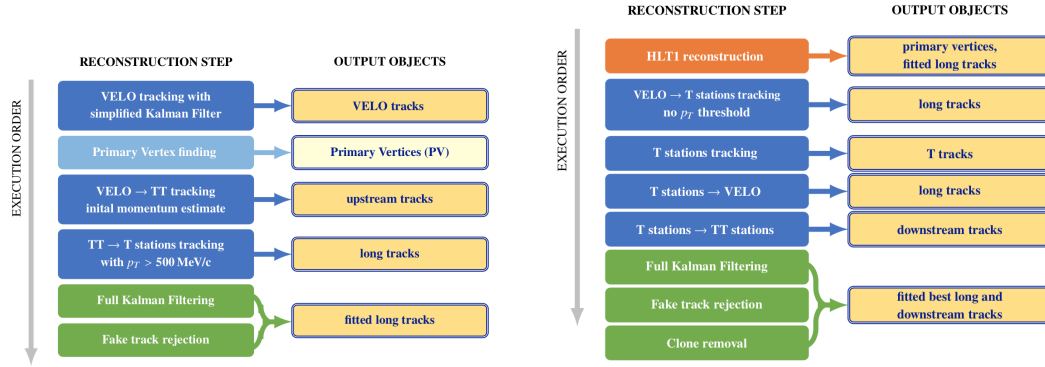 RECONSTRUCTION STEP
OUTPUT OBJECTS
EXECUTION ORDER
VELO tracking with
simplified Kalman Filter
VELO tracks
Primary Vertex finding
Primary Vertices (PV)
VELO → TT tracking
inital momentum estimate
upstream tracks
TT → T stations tracking
with pT > 500 MeV/c
long tracks
Full Kalman Filtering
Fake track rejection
fitted long tracks
RECONSTRUCTION STEP
OUTPUT OBJECTS
EXECUTION ORDER
HLT1 reconstruction
primary vertices,
fitted long tracks
VELO → T stations tracking
no pT threshold
long tracks
T stations tracking
T tracks
T stations → VELO
long tracks
T stations → TT stations
downstream tracks
Full Kalman Filtering
Fake track rejection
Clone removal
fitted best long and
downstream tracks